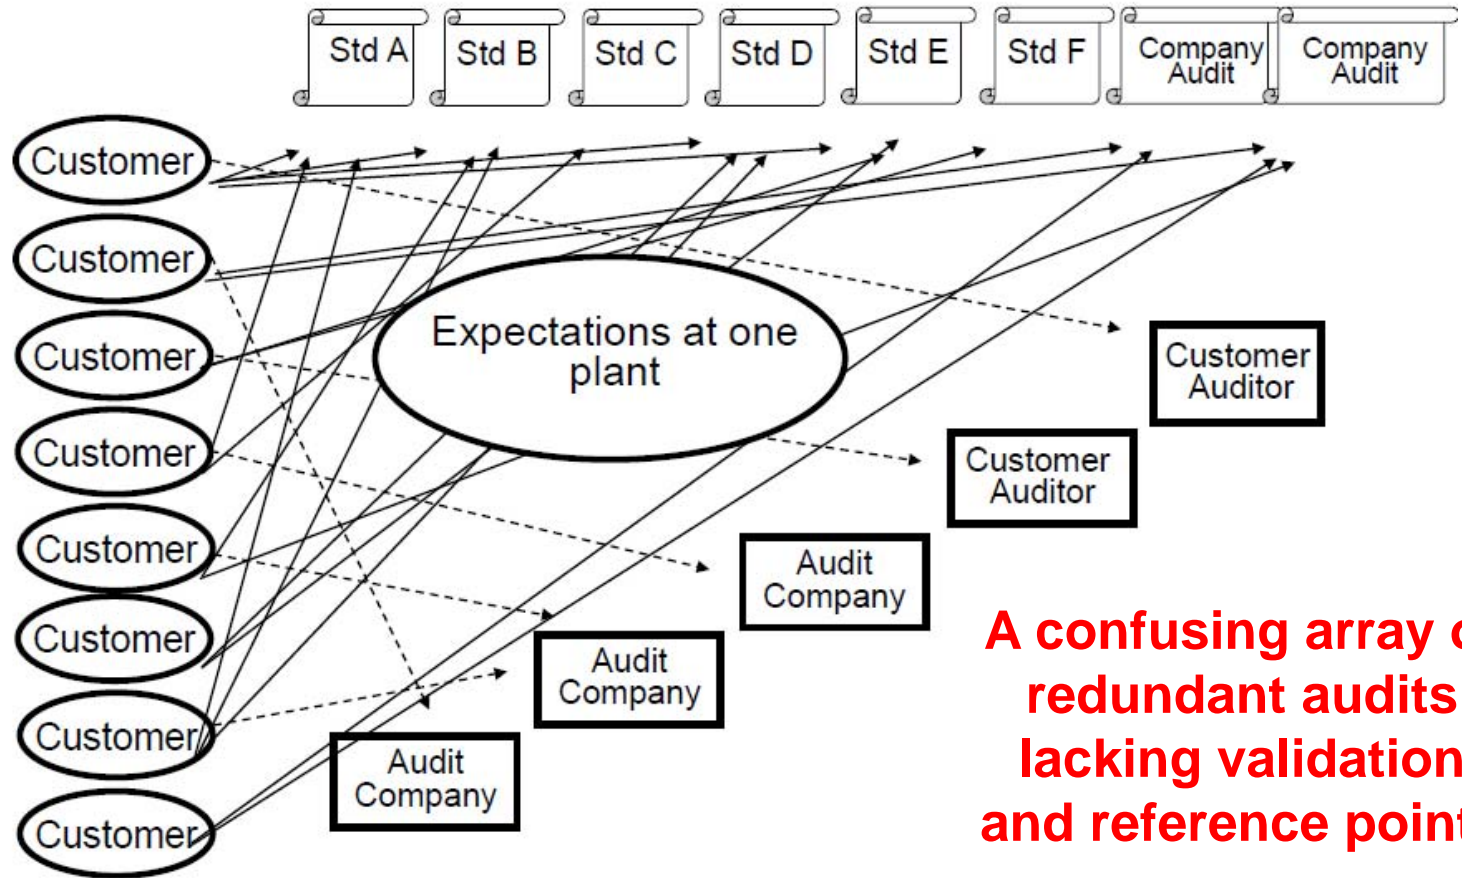 Std A
Std B
Std C
Std D
Std E
Std F
Company
Audit
Company
Audit
Customer
Customer
Customer
Customer
Customer
Customer
Customer
Customer
Expectations at one
plant
Customer
Auditor
Customer
Auditor
Audit
Company
Audit
Company
Audit
Company
A confusing array
redundant audits
lacking validation
and reference point